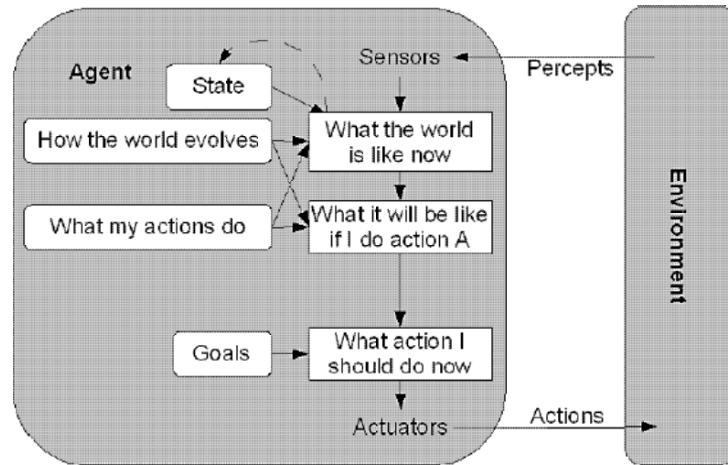 Agent
Sensors
Percepts
State
How the world evolves
What the world
is like now
What my actions do
What it will be like
if I do action A
Environment
Goals
What action I
should do now
Actuators
Actions